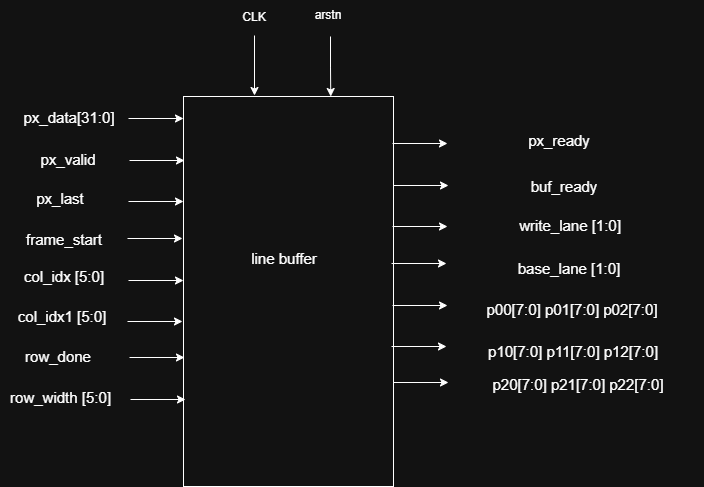 CLK
arstn
px_data[31:0]
px_valid
px_last
frame_start
col_idx [5:0]
col_idx1 [5:0]
row_done
row_width [5:0]
line buffer
px_ready
buf_ready
write_lane [1:0]
base_lane [1:0]
p00[7:0] p01[7:0] p02[7:0]
p10[7:0] p11[7:0] p12[7:0]
p20[7:0] p21[7:0] p22[7:0]